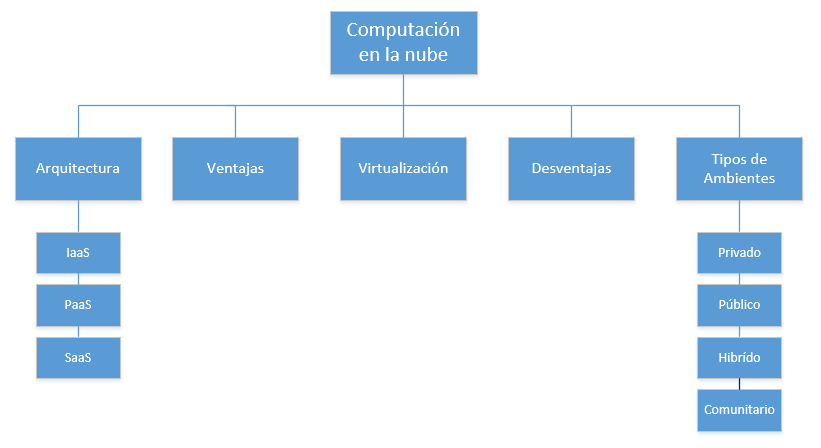 Computación
en la nube
Arquitectura
Ventajas
Virtualización
Desventajas
Tipos de
Ambientes
IaaS
PaaS
SaaS
Privado
Público
Hibrído
Comunitario